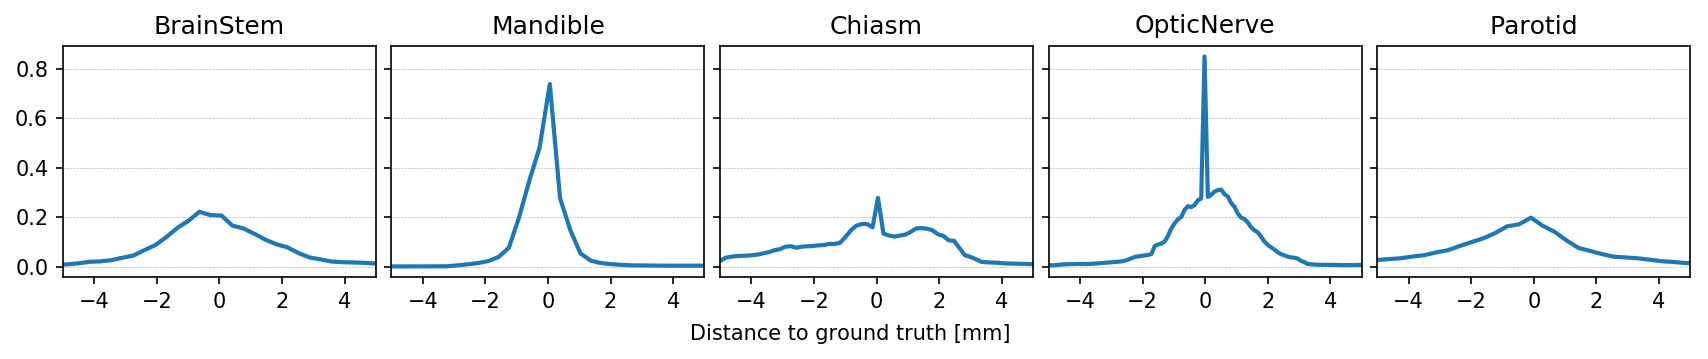 BrainStem Mandible Chiasm OpticNerve Parotid
0.8
0.6
0.4
0.2
0.0
−4 −2 0 2 4 −4 −2 0 2 4 −4 −2 0 2 4 −4 −2 0 2 4 −4 −2 0 2 4
Distance to ground truth [mm]